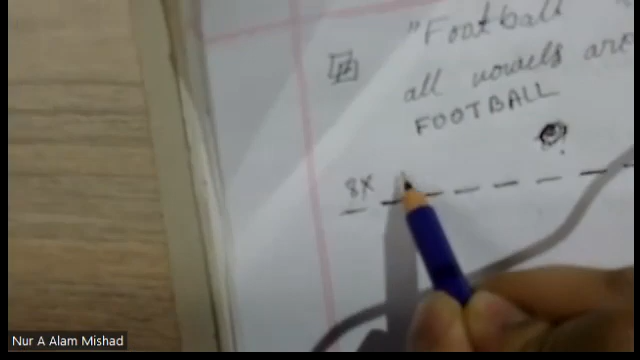 "Football
all vowels are
FOOTBALL
8X
Nur A Alam Mishad